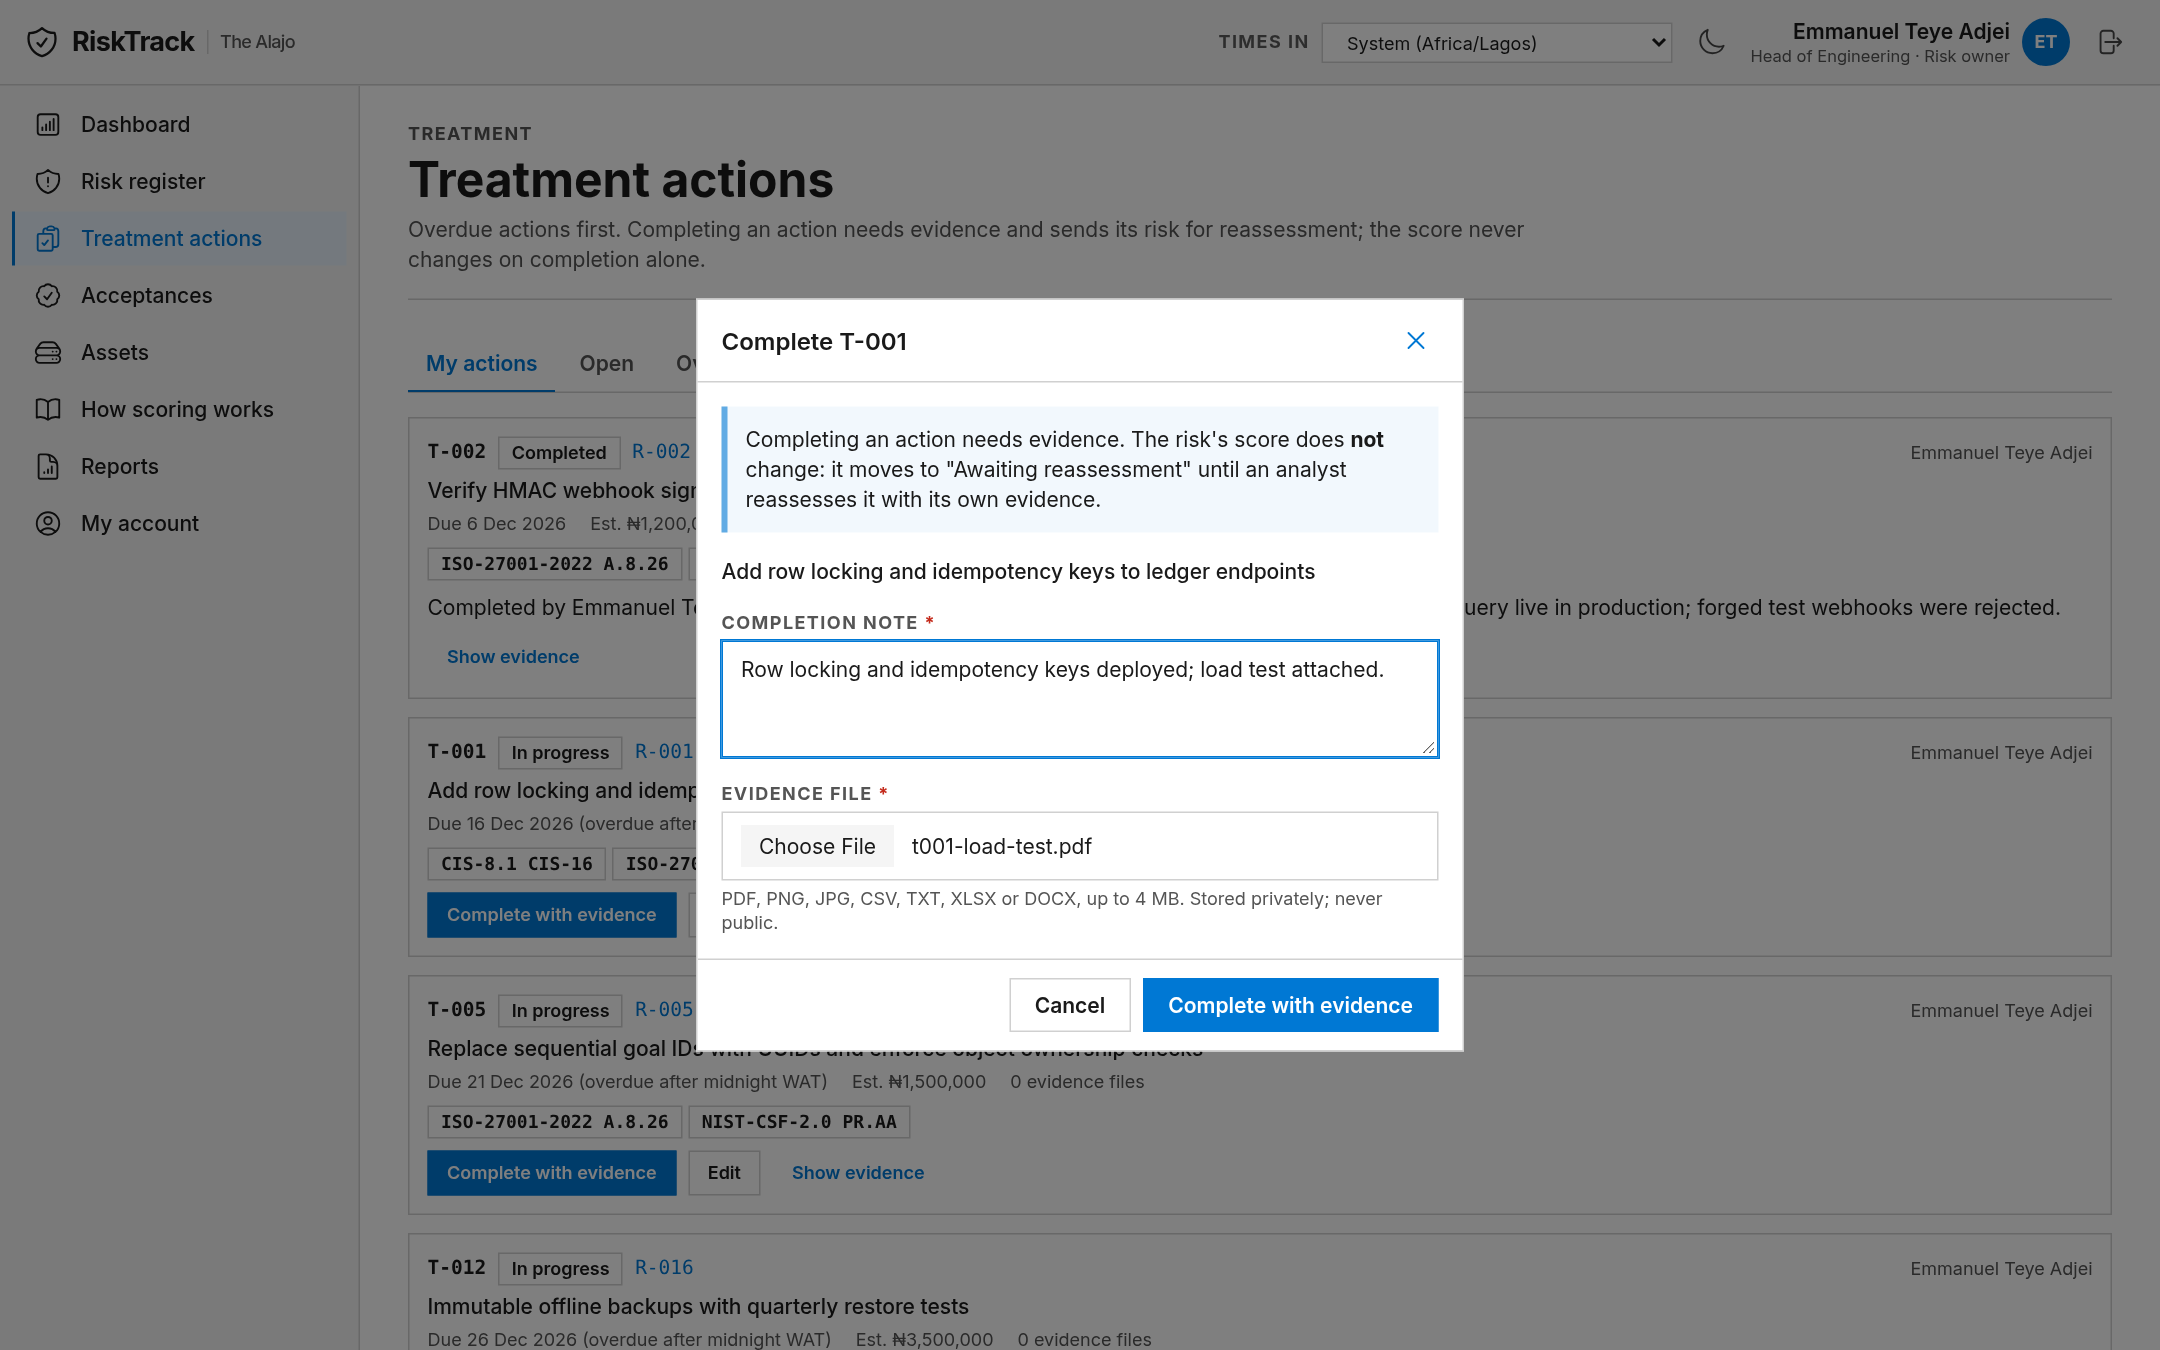 RiskTrack The Alajo
TIMES IN System (Africa/Lagos)
Emmanuel Teye Adjei
Head of Engineering · Risk owner
ET
Dashboard
Risk register
Treatment actions
Acceptances
Assets
How scoring works
Reports
My account
TREATMENT
Treatment actions
Overdue actions first. Completing an action needs evidence and sends its risk for reassessment; the score never
changes on completion alone.
My actions Open
T-002 Completed R-002 Emmanuel Teye Adjei
Verify HMAC webhook
Due 6 Dec 2026 Est.
ISO-27001-2022 A.8.26
Completed by Emmanuel live in production; forged test webhooks were rejected.
Show evidence
T-001 In progress R-001 Emmanuel Teye Adjei
Add row locking and
Due 16 Dec 2026 (overdue after
CIS-8.1 CIS-16
Complete with evidence
T-005 In progress R-005 Emmanuel Teye Adjei
Replace sequential goal IDs with UUIDs and enforce object ownership checks
Due 21 Dec 2026 (overdue after midnight WAT) Est. ₦1,500,000 0 evidence files
ISO-27001-2022 A.8.26 NIST-CSF-2.0 PR.AA
Complete with evidence Edit Show evidence
T-012 In progress R-016 Emmanuel Teye Adjei
Immutable offline backups with quarterly restore tests
Due 26 Dec 2026 (overdue after midnight WAT) Est. ₦3,500,000 0 evidence files
Complete T-001
Completing an action needs evidence. The risk's score does not
change: it moves to "Awaiting reassessment" until an analyst
reassesses it with its own evidence.
Add row locking and idempotency keys to ledger endpoints
COMPLETION NOTE *
Row locking and idempotency keys deployed; load test attached.
EVIDENCE FILE *
Choose File t001-load-test.pdf
PDF, PNG, JPG, CSV, TXT, XLSX or DOCX, up to 4 MB. Stored privately; never
public.
Cancel Complete with evidence